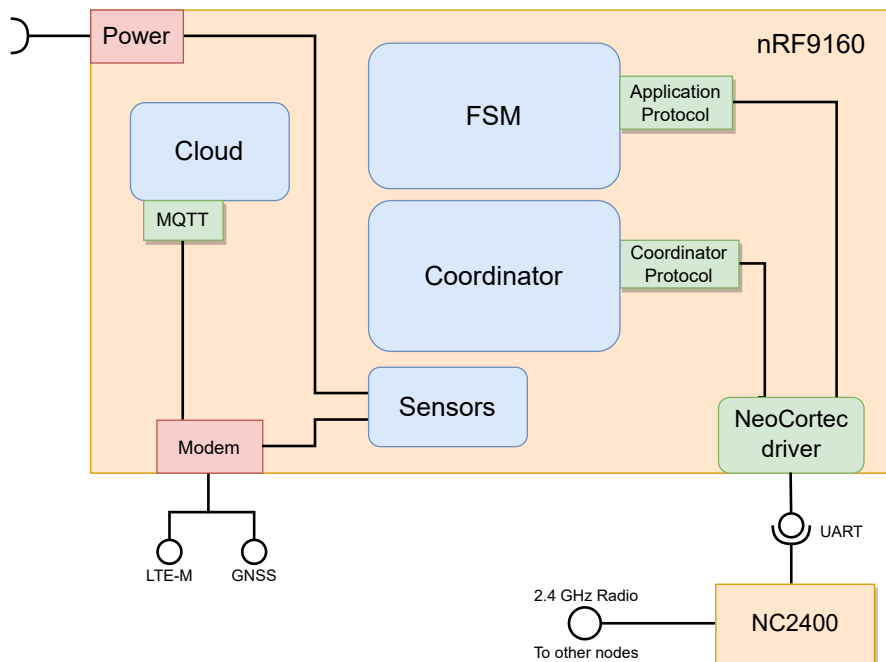 Power
nRF9160
FSM
Application
Protocol
Cloud
MQTT
Coordinator
Coordinator
Protocol
Sensors
NeoCortec
driver
Modem
LTE-M
GNSS
UART
2.4 GHz Radio
NC2400
To other nodes